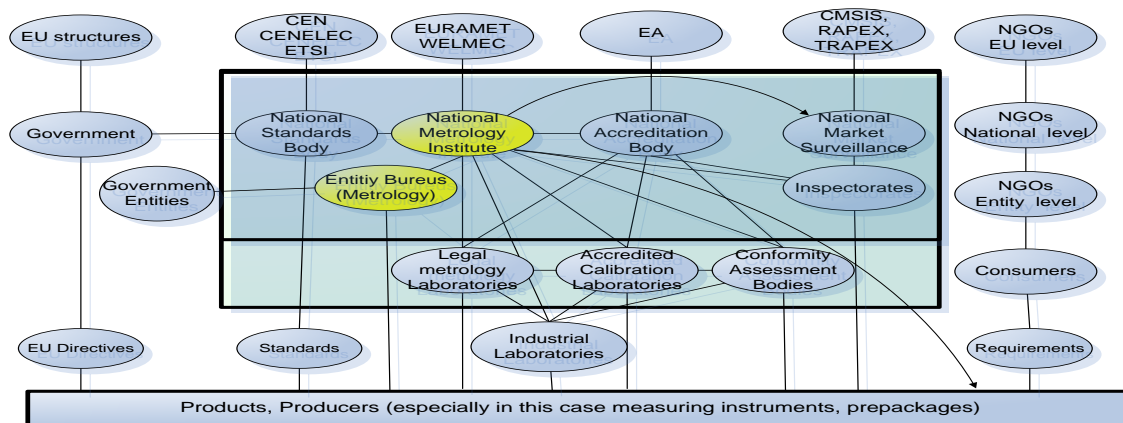 EU structures
CEN
CENELEC
ETSI
EURAMET
WELMEC
EA
CMSIS,
RAPEX,
TRAPEX,
NGOs
EU level
Government
National
Standards
Body
National
Metrology
Institute
National
Accreditation
Body
National
Market
Surveillance
NGOs
National level
Government
Entities
Entitiy Bureus
(Metrology)
Inspectorates
NGOs
Entity level
Legal
metrology
Laboratories
Accredited
Calibration
Laboratories
Conformity
Assessment
Bodies
Consumers
EU Directives
Standards
Industrial
Laboratories
Requirements
Products, Producers (especially in this case measuring instruments, prepackages)